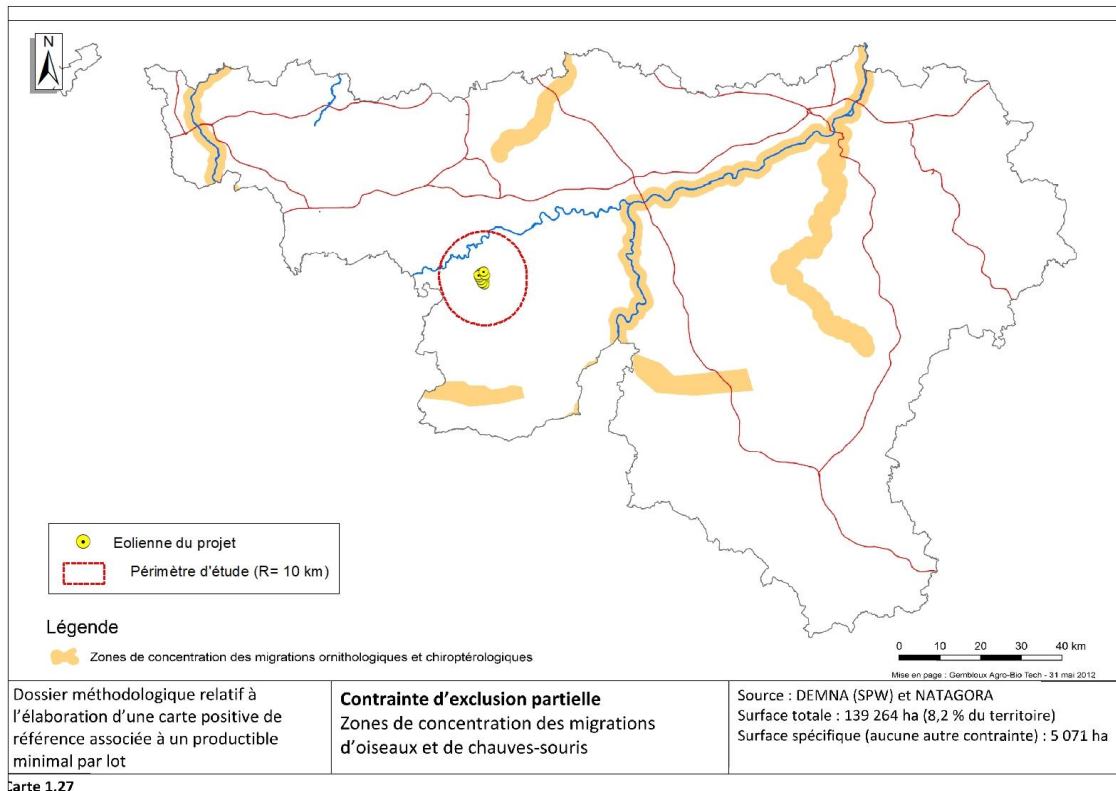 N
Eolienne du projet
Périmètre d'étude (R= 10 km)
Légende
Zones de concentration des migrations ornithologiques et chiroptérologiques
0 10 20 30 40 km
Mise en page : Gembloux Agro-Bio Tech - 31 mai 2012
Dossier méthodologique relatif à
l'élaboration d'une carte positive de
référence associée à un productible
minimal par lot
Contrainte d'exclusion partielle
Zones de concentration des migrations
d'oiseaux et de chauves-souris
Source : DEMNA (SPW) et NATAGORA
Surface totale : 139 264 ha (8,2 % du territoire)
Surface spécifique (aucune autre contrainte) : 5 071 ha
Carte 1.27